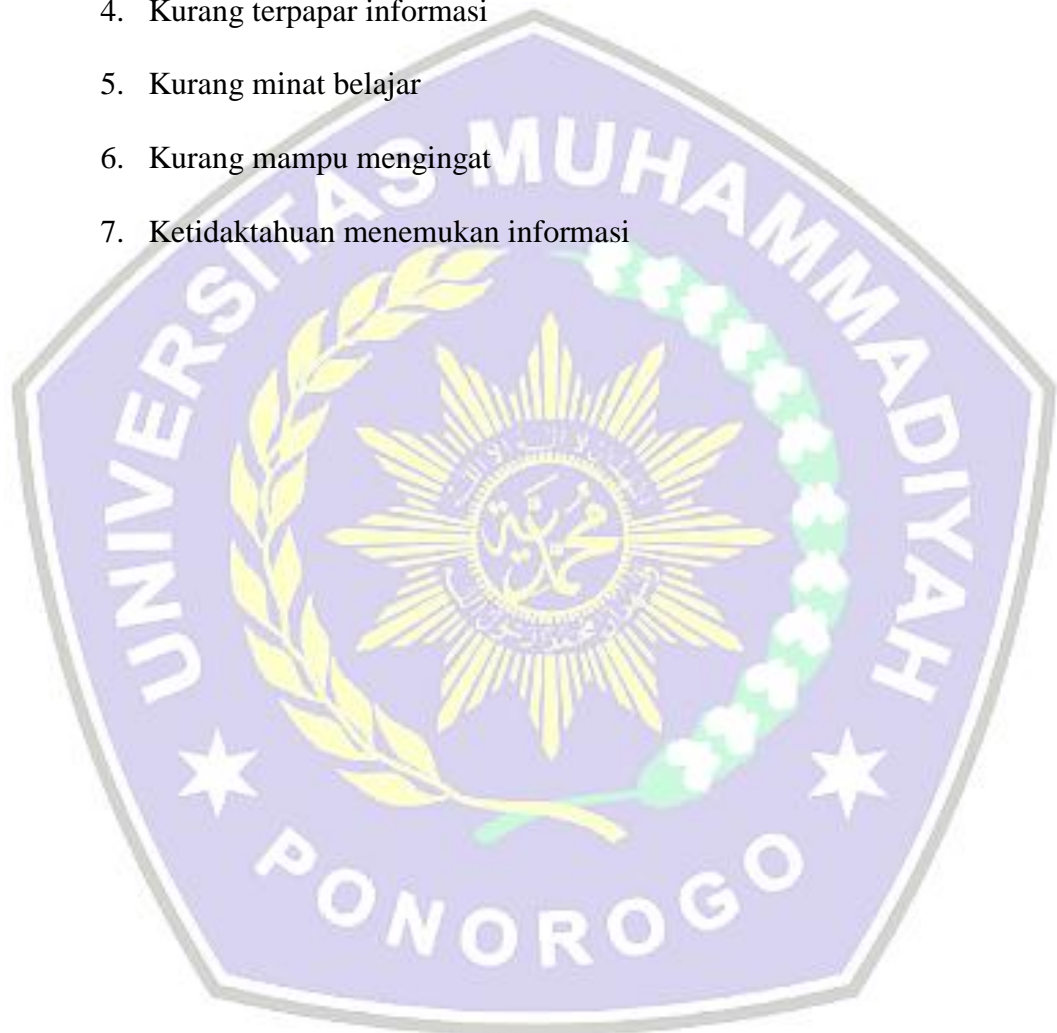 4. Kurang terpapar informasi
5. Kurang minat belajar
6. Kurang mampu mengingat
7. Ketidaktahuan menemukan informasi
UNIVERSITAS MUHAMMADIYAH
PONOROGO
محمدية